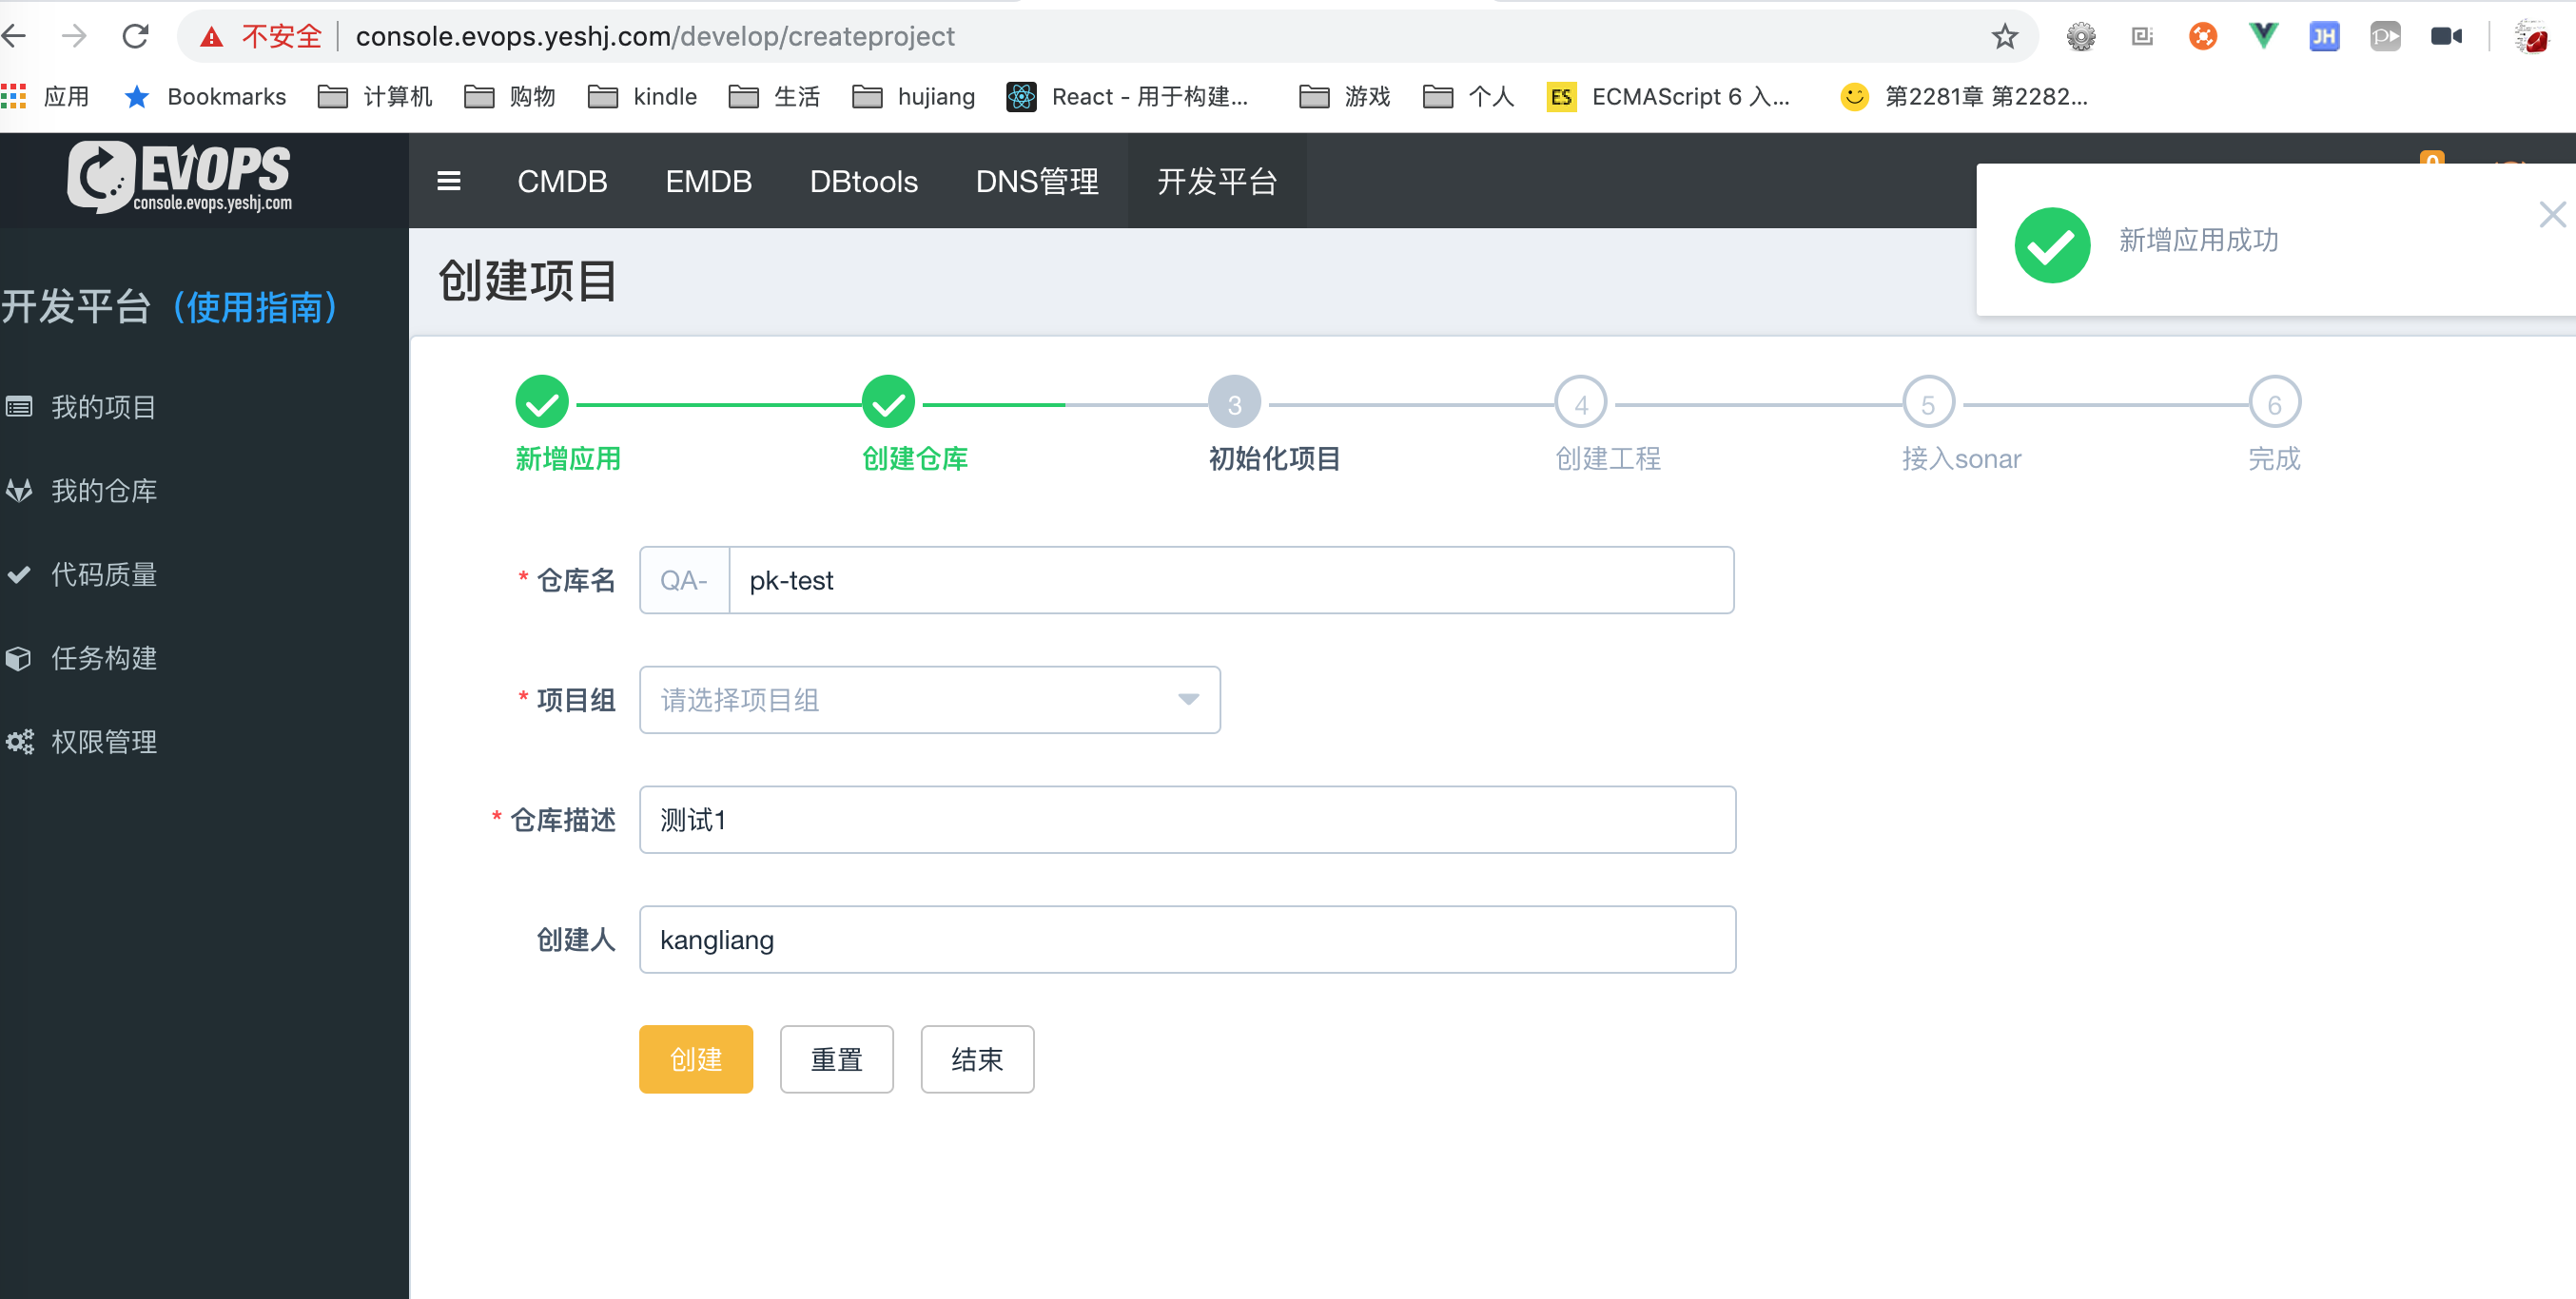 不安全 console.evops.yeshj.com/develop/createproject
应用 Bookmarks 计算机 购物 kindle 生活 hujiang React - 用于构建... 游戏 个人 ES ECMAScript 6 入... 第2281章 第2282...
JH
EVOPS
console.evops.yeshj.com
CMDB EMDB DBtools DNS管理 开发平台
新增应用成功
开发平台（使用指南）
我的项目
我的仓库
代码质量
任务构建
权限管理
创建项目
3 4 5 6
新增应用 创建仓库 初始化项目 创建工程 接入sonar 完成
* 仓库名 QA- pk-test
* 项目组 请选择项目组
* 仓库描述 测试1
创建人 kangliang
创建 重置 结束